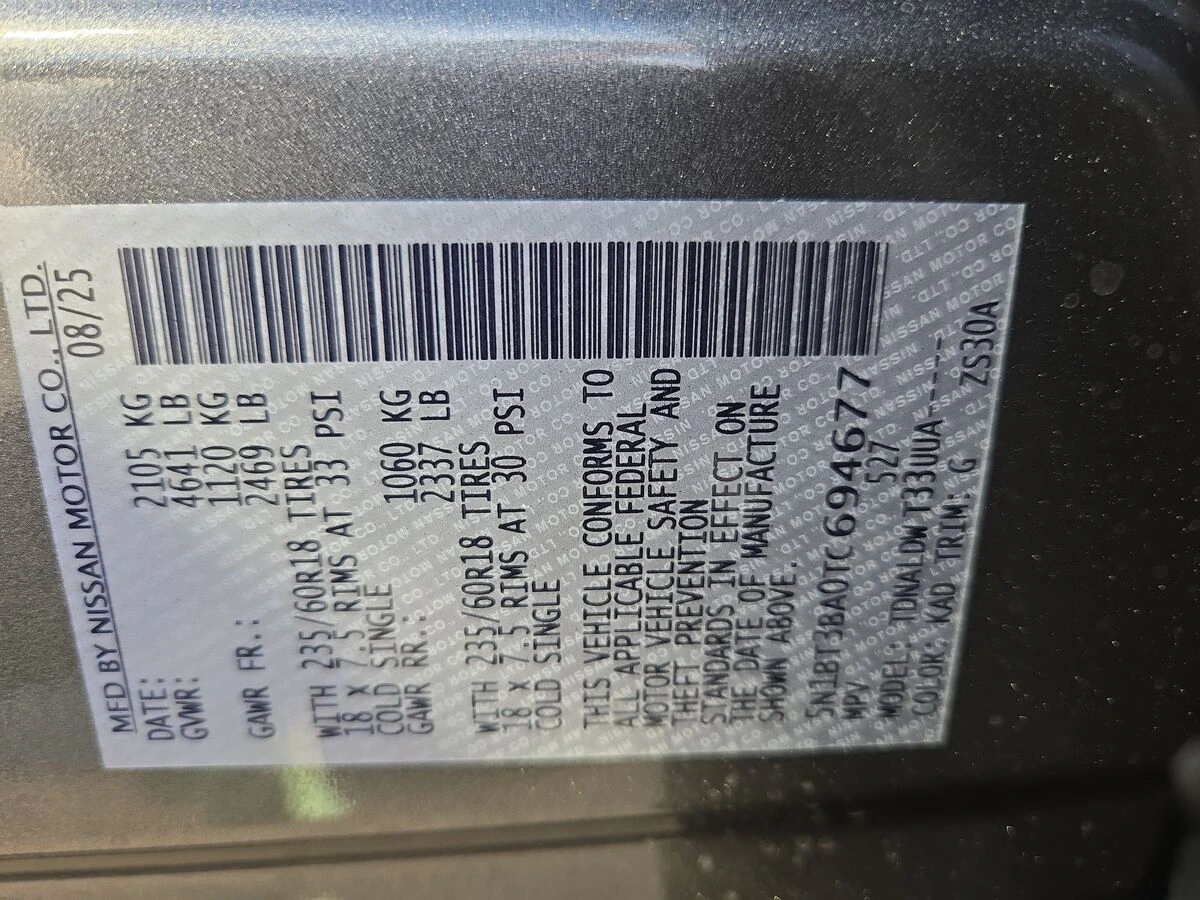 MFD BY NISSAN MOTOR CO., LTD.
DATE: 08/25
GVWR: 2105 KG
4641 LB
GAWR FR.: 1120 KG
2469 LB
WITH 235/60R18 TIRES
18 X 7.5 RIMS AT 33 PSI
COLD SINGLE
GAWR RR.: 1060 KG
2337 LB
WITH 235/60R18 TIRES
18 X 7.5 RIMS AT 30 PSI
COLD SINGLE
THIS VEHICLE CONFORMS TO
ALL APPLICABLE FEDERAL
MOTOR VEHICLE SAFETY AND
THEFT PREVENTION
STANDARDS IN EFFECT ON
THE DATE OF MANUFACTURE
SHOWN ABOVE.
5N1BT3BA0TC694677
MPV 527
MODEL: TDNALDW T33UUA-----
COLOR: KAD TRIM: G ZS30A